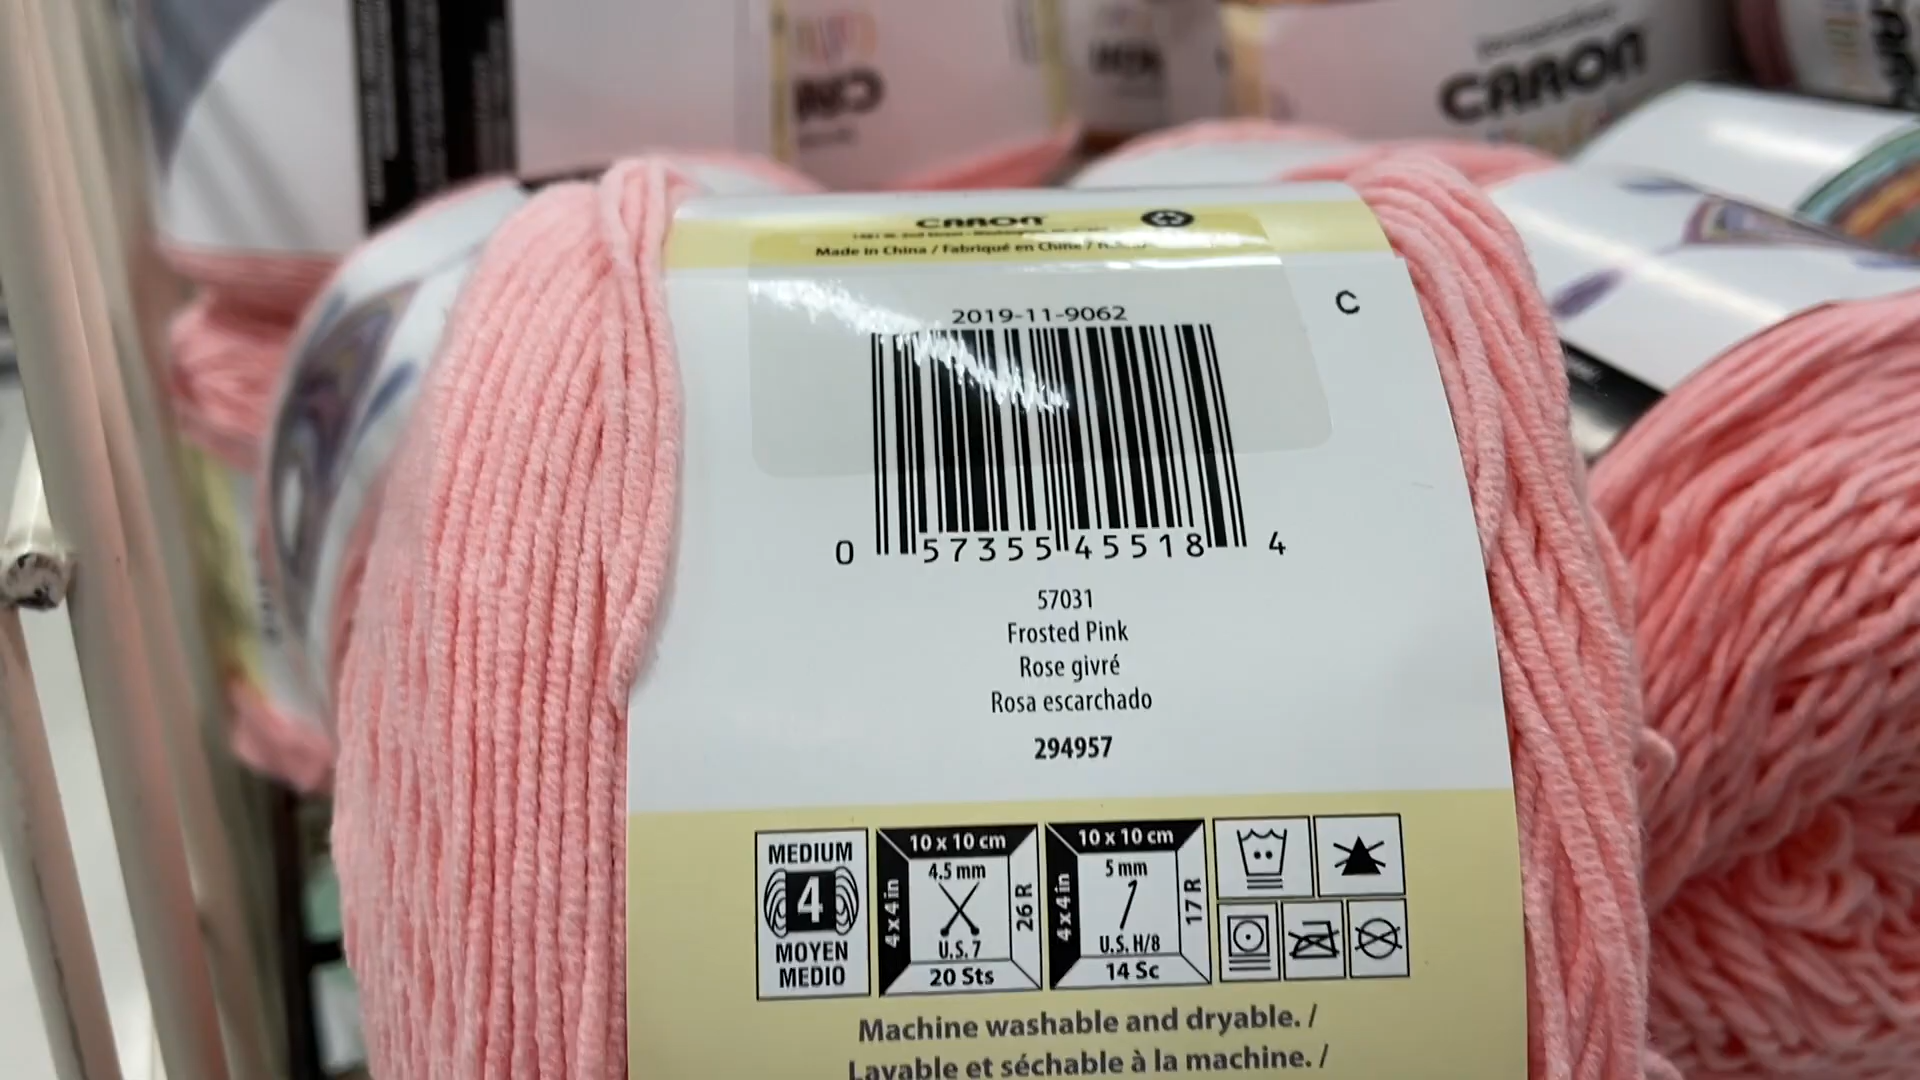 CARON
CARON
Made in China / Fabriqué en Chine /
2019-11-9062
C
0 57355 45518 4
57031
Frosted Pink
Rose givré
Rosa escarchado
294957
MEDIUM
4
MOYEN
MEDIO
10 x 10 cm
4 x 4 in
4.5 mm
U.S. 7
26 R
20 Sts
10 x 10 cm
4 x 4 in
5 mm
U.S. H/8
17 R
14 Sc
Machine washable and dryable. /
Lavable et séchable à la machine. /